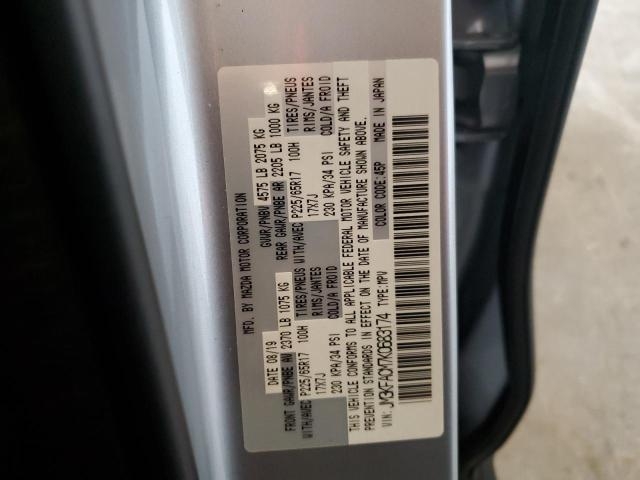 MFD. BY MAZDA MOTOR CORPORATION
DATE 08/19 GVWR/PNBV 4575 LB 2075 KG
FRONT GAWR/PNBE AV 2370 LB 1075 KG REAR GAWR/PNBE AR 2205 LB 1000 KG
TIRES/PNEUS TIRES/PNEUS
WITH/AVEC P225/65R17 100H RIMS/JANTES WITH/AVEC P225/65R17 100H RIMS/JANTES
17X7J COLD/A FROID 17X7J COLD/A FROID
230 KPA/34 PSI 230 KPA/34 PSI
THIS VEHICLE CONFORMS TO ALL APPLICABLE FEDERAL MOTOR VEHICLE SAFETY AND THEFT
PREVENTION STANDARDS IN EFFECT ON THE DATE OF MANUFACTURE SHOWN ABOVE.
VIN: TYPE:MPV COLOR CODE:45P MADE IN JAPAN